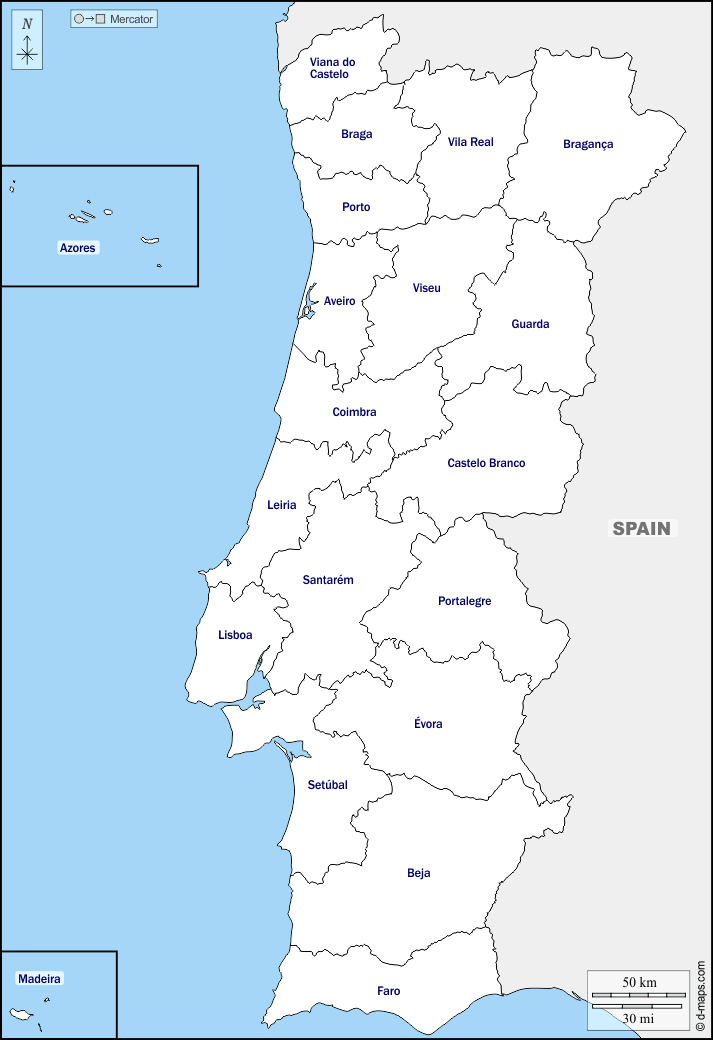 N
Mercator
Viana do
Castelo
Braga
Vila Real
Bragança
Porto
Azores
Aveiro
Viseu
Guarda
Coimbra
Castelo Branco
Leiria
SPAIN
Santarém
Portalegre
Lisboa
Évora
Setúbal
Beja
Madeira
Faro
50 km
30 mi
© d-maps.com